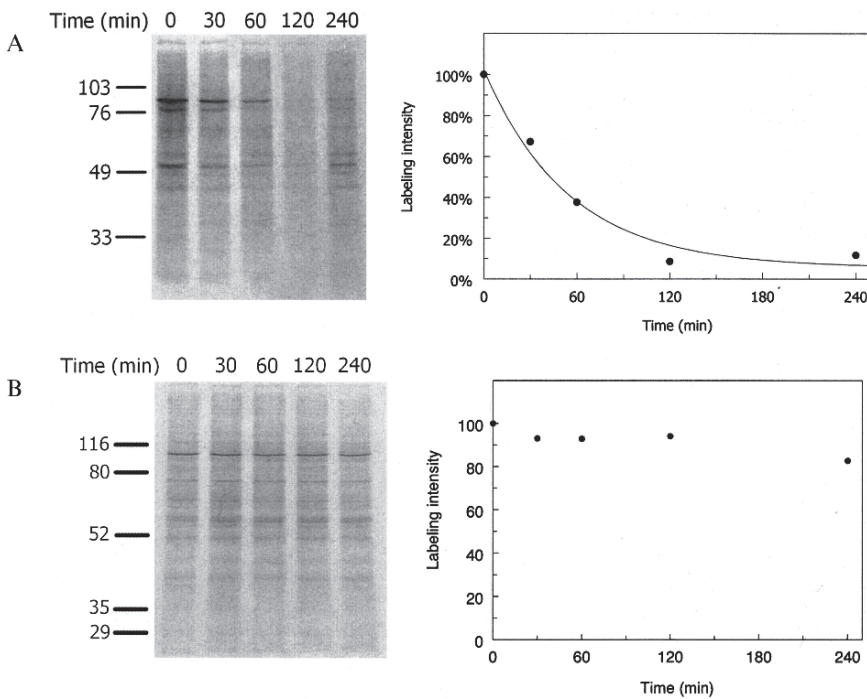 A
Time (min) 0 30 60 120 240
103
76
49
33
Labeling intensity
100%
80%
60%
40%
20%
0%
0 60 120 180 240
Time (min)
B
Time (min) 0 30 60 120 240
116
80
52
35
29
Labeling intensity
100
80
60
40
20
0
0 60 120 180 240
Time (min)